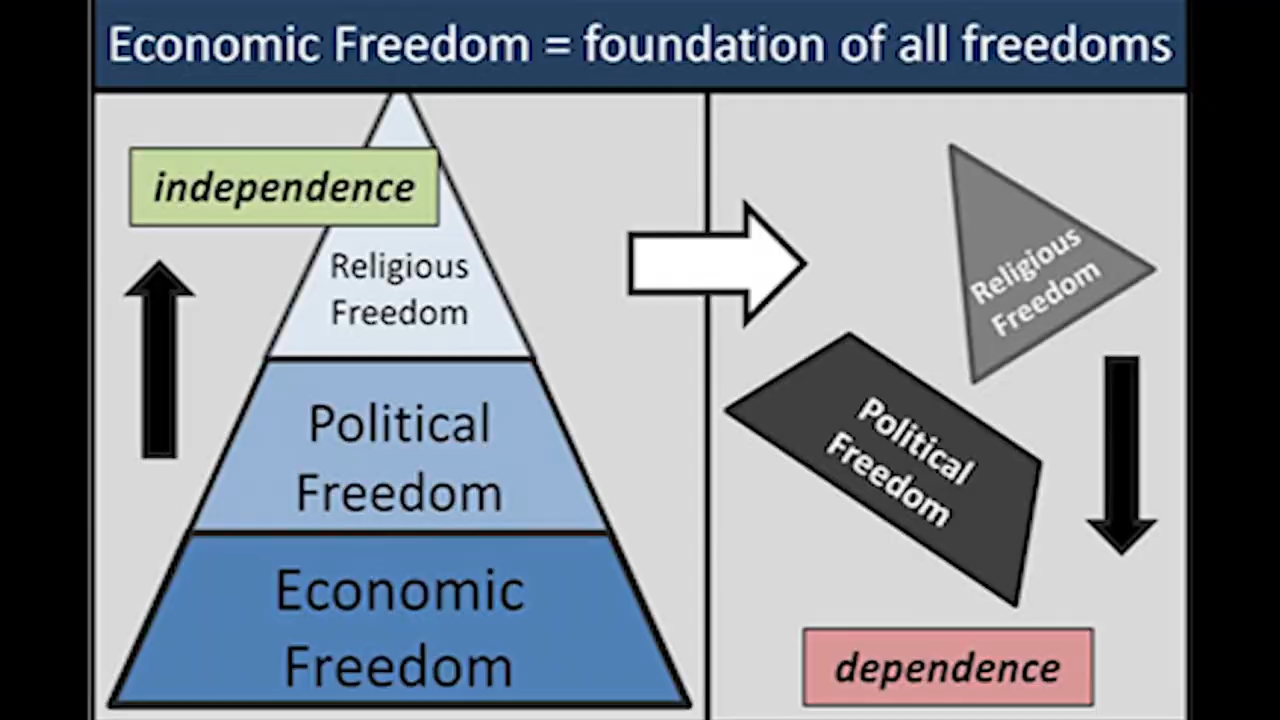 Economic Freedom = foundation of all freedoms
independence
Religious
Freedom
Political
Freedom
Economic
Freedom
Religious
Freedom
Political
Freedom
dependence